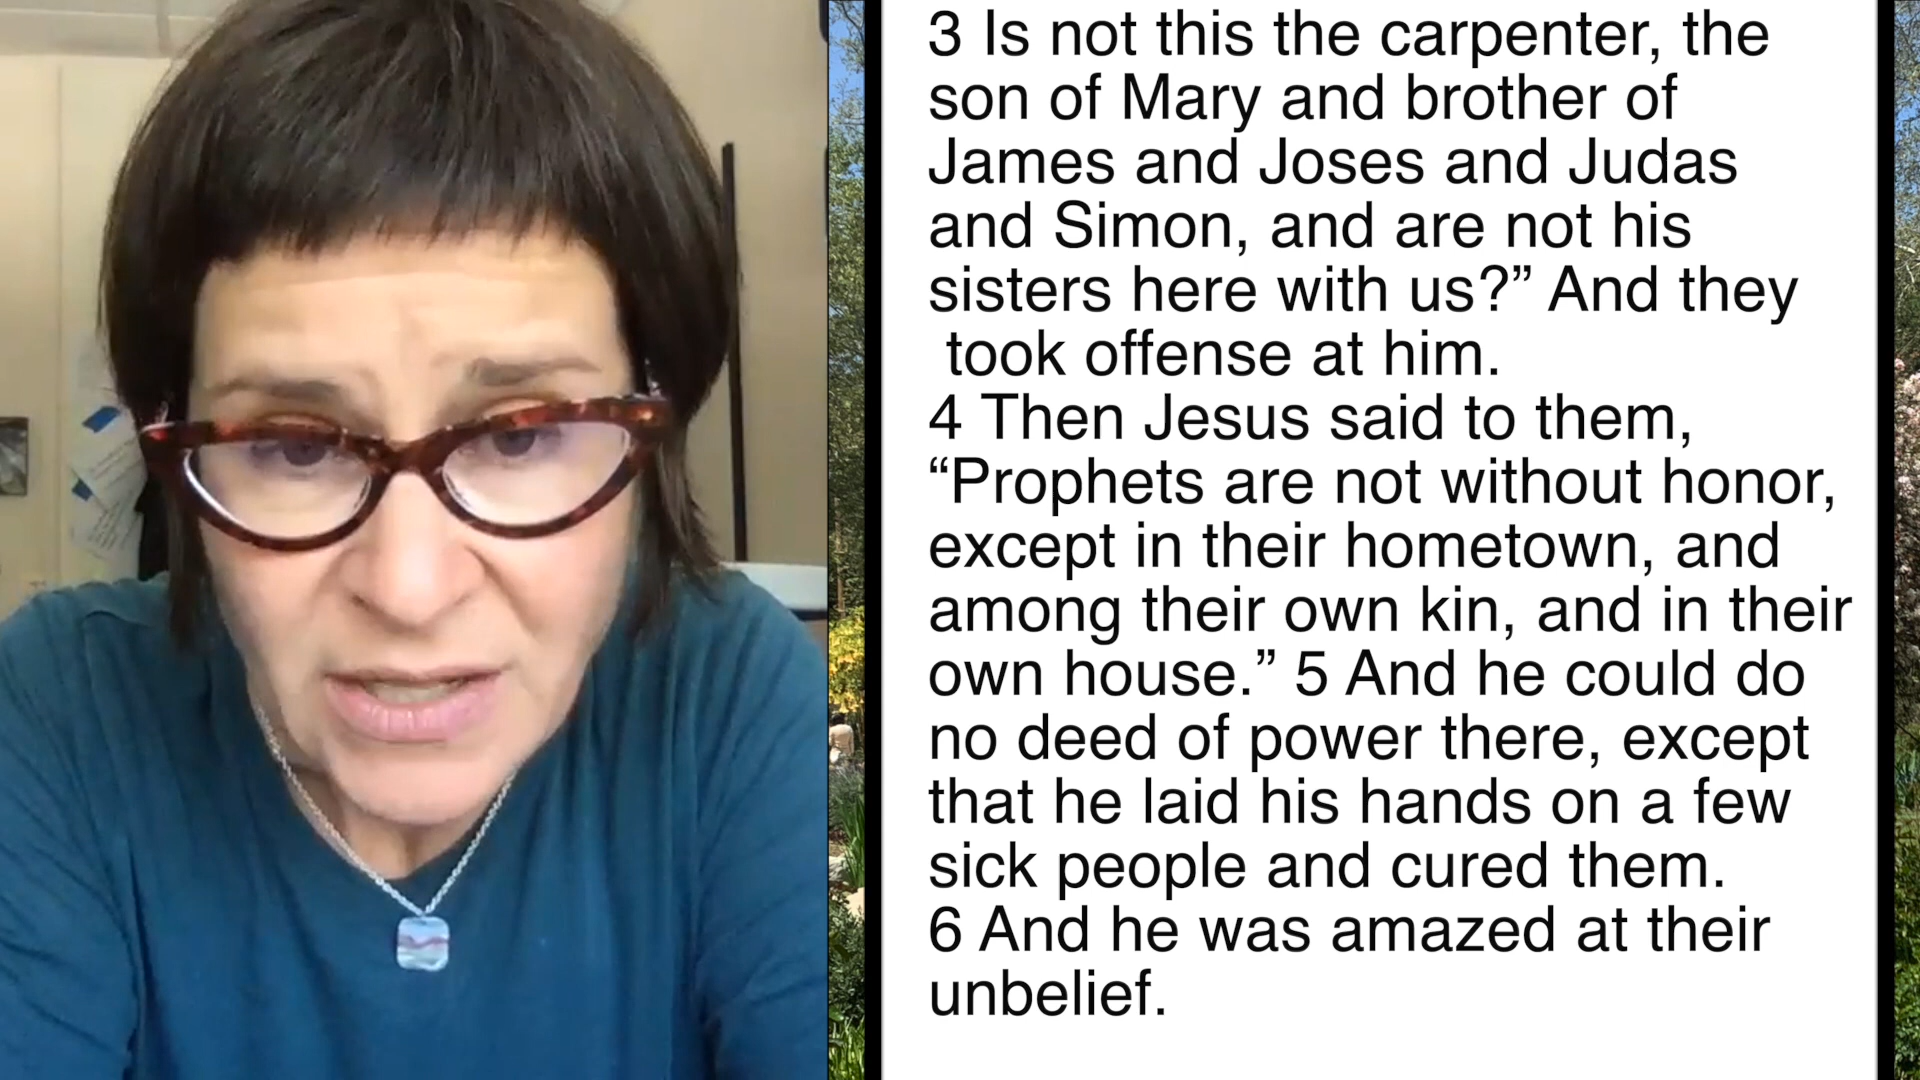 3 Is not this the carpenter, the
son of Mary and brother of
James and Joses and Judas
and Simon, and are not his
sisters here with us?” And they
took offense at him.
4 Then Jesus said to them,
“Prophets are not without honor,
except in their hometown, and
among their own kin, and in their
own house.” 5 And he could do
no deed of power there, except
that he laid his hands on a few
sick people and cured them.
6 And he was amazed at their
unbelief.